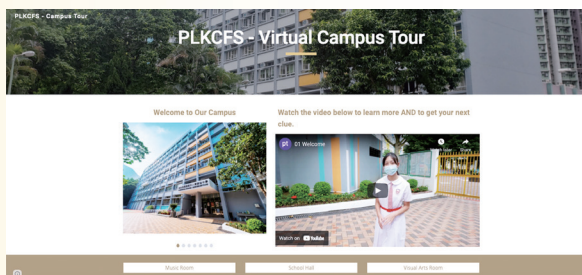 PLKCFS - Campus Tour
PLKCFS - Virtual Campus Tour
Welcome to Our Campus
Watch the video below to learn more AND to get your next
clue.
pt 01 Welcome
Watch on YouTube
Music Room
School Hall
Visual Arts Room